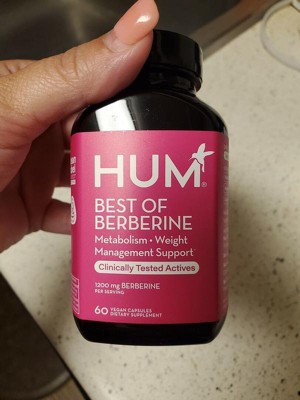 HUM®
BEST OF
BERBERINE
Metabolism • Weight
Management Support
Clinically Tested Actives
1200 mg BERBERINE
PER SERVING
60 VEGAN CAPSULES
DIETARY SUPPLEMENT